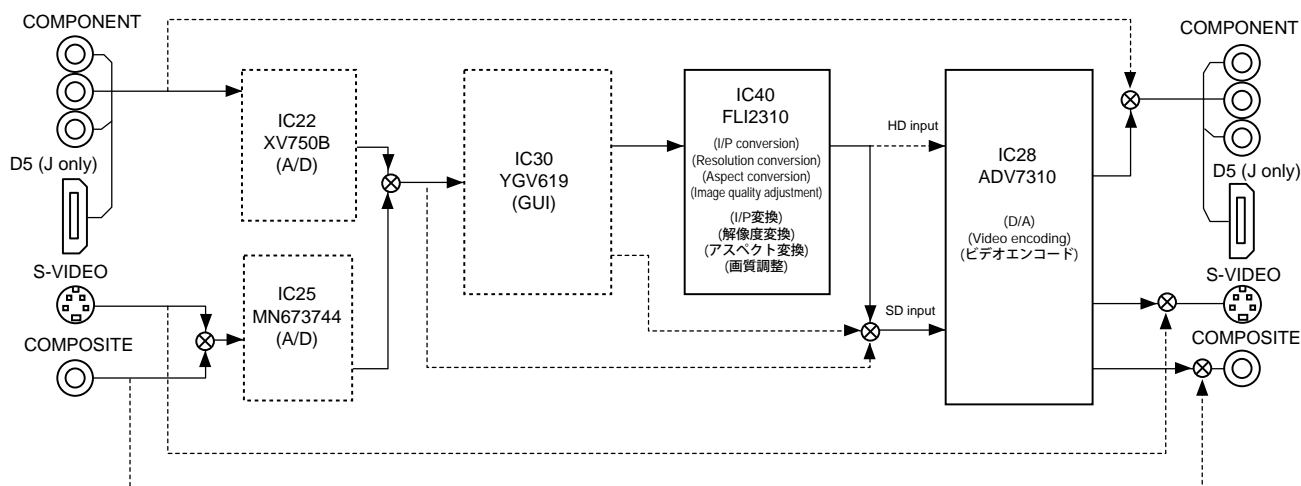 COMPONENT
D5 (J only)
S-VIDEO
COMPOSITE
IC22
XV750B
(A/D)
IC25
MN673744
(A/D)
IC30
YGV619
(GUI)
IC40
FLI2310
(I/P conversion)
(Resolution conversion)
(Aspect conversion)
(Image quality adjustment)
(I/P変換)
(解像度変換)
(アスペクト変換)
(画質調整)
HD input
SD input
IC28
ADV7310
(D/A)
(Video encoding)
(ビデオエンコード)
COMPONENT
D5 (J only)
S-VIDEO
COMPOSITE